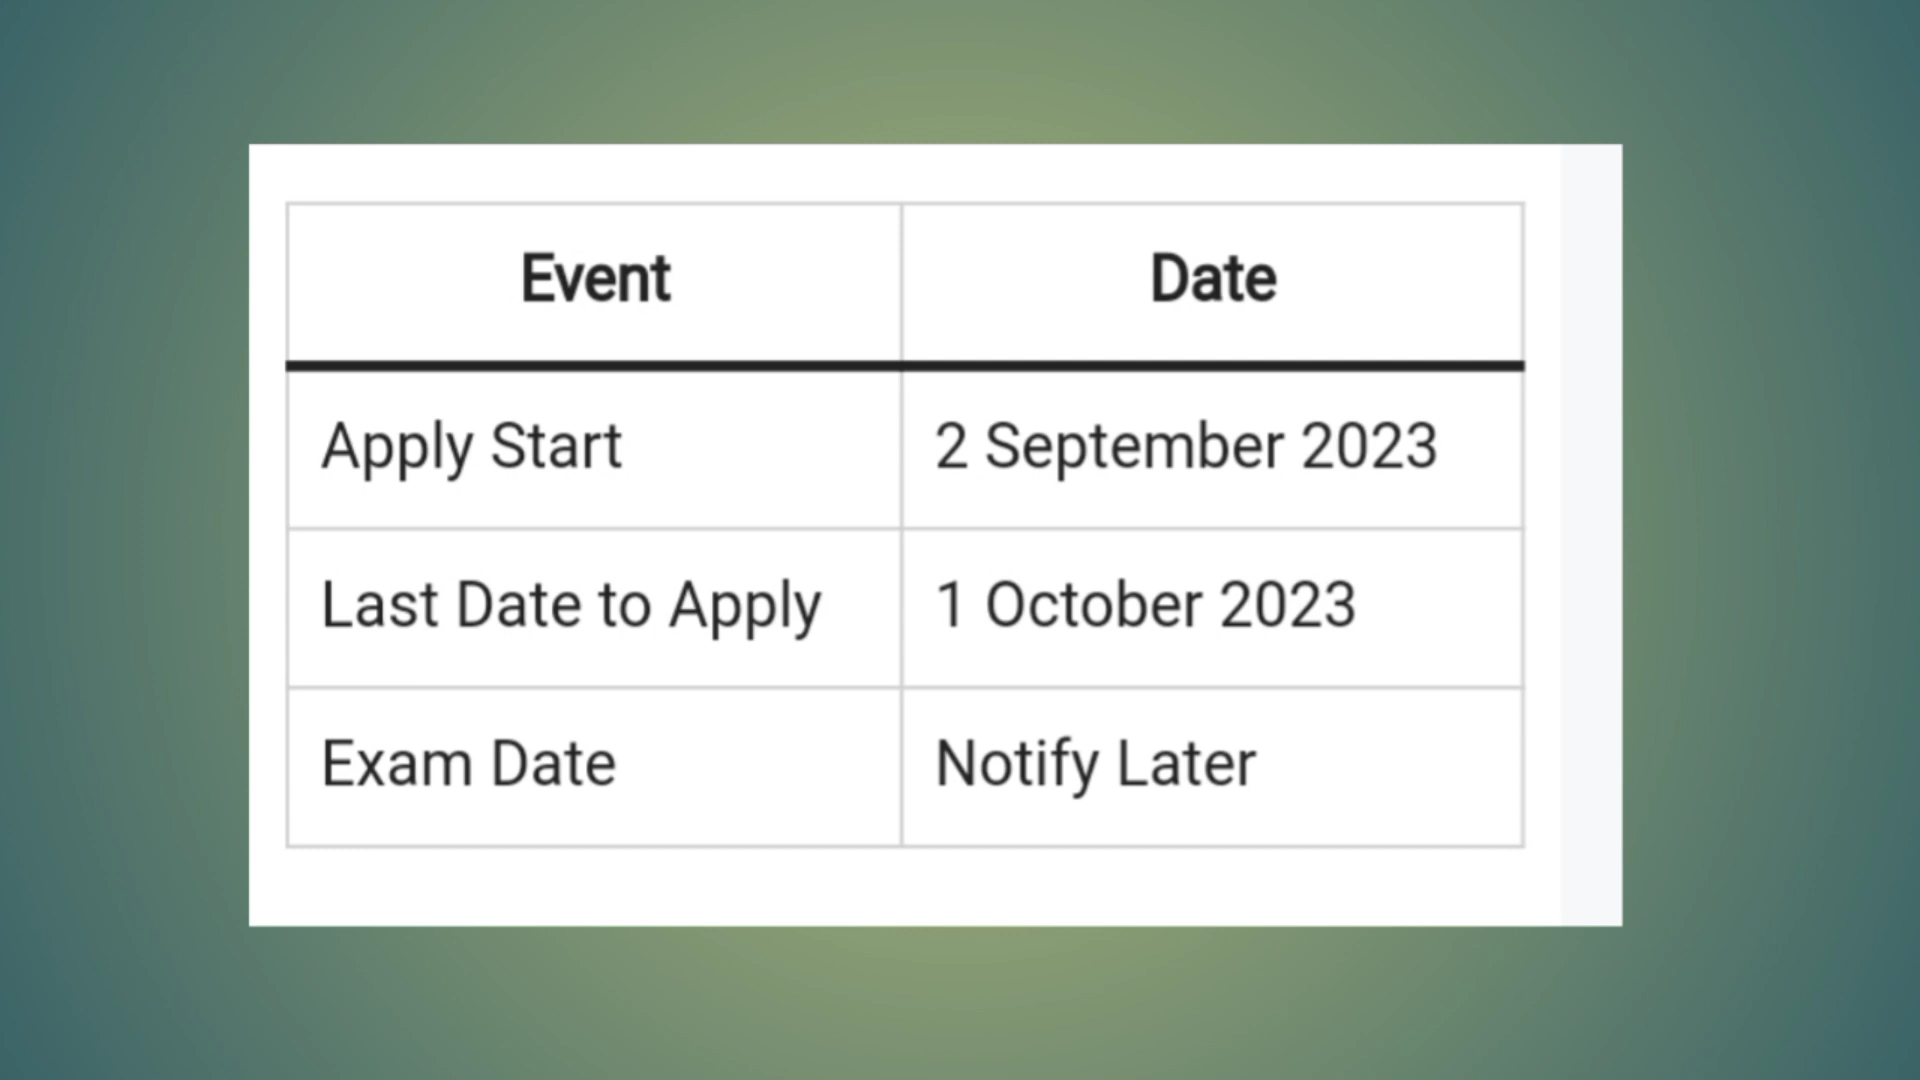 Event Date
Apply Start 2 September 2023
Last Date to Apply 1 October 2023
Exam Date Notify Later